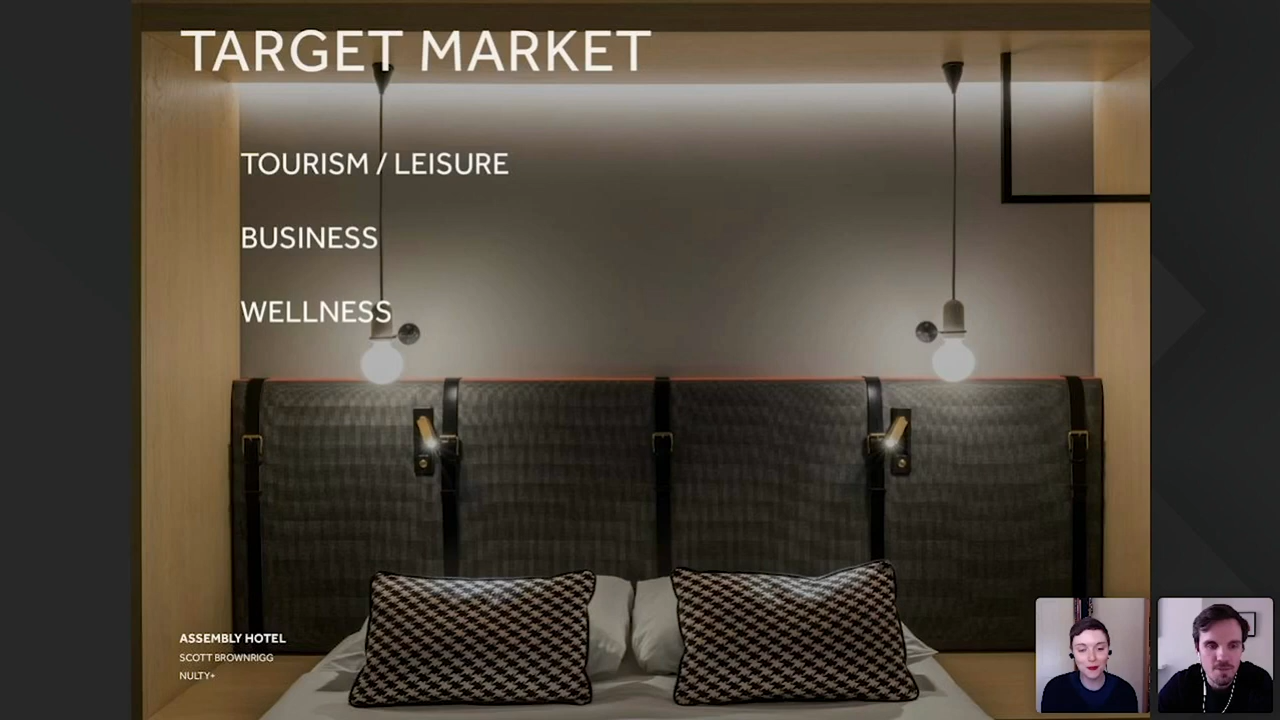 TARGET MARKET
TOURISM / LEISURE
BUSINESS
WELLNESS
ASSEMBLY HOTEL
SCOTT BROWNRIGG
NULTY+